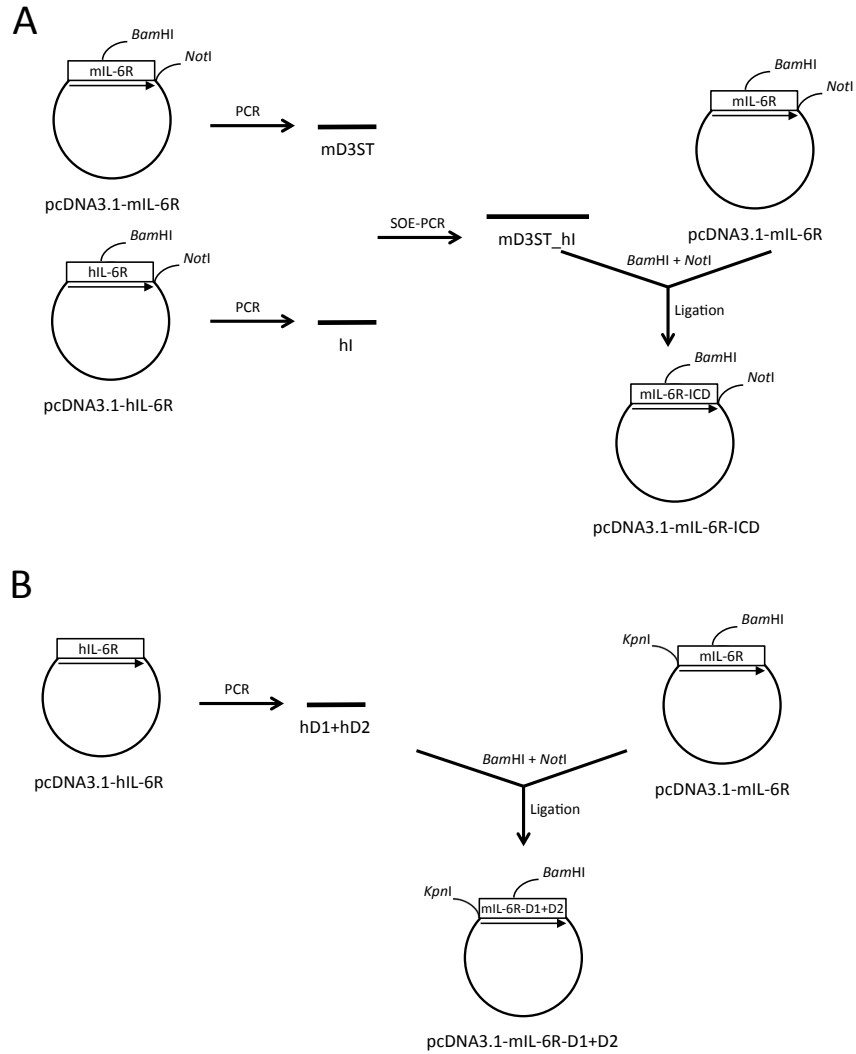 A
BamHI
NotI
mIL-6R
pcDNA3.1-mIL-6R
PCR
mD3ST
BamHI
NotI
hIL-6R
pcDNA3.1-hIL-6R
PCR
hI
SOE-PCR
mD3ST_hI
BamHI
NotI
mIL-6R
pcDNA3.1-mIL-6R
BamHI + NotI
Ligation
BamHI
NotI
mIL-6R-ICD
pcDNA3.1-mIL-6R-ICD
B
hIL-6R
pcDNA3.1-hIL-6R
PCR
hD1+hD2
BamHI
KpnI
mIL-6R
pcDNA3.1-mIL-6R
BamHI + NotI
Ligation
BamHI
KpnI
mIL-6R-D1+D2
pcDNA3.1-mIL-6R-D1+D2